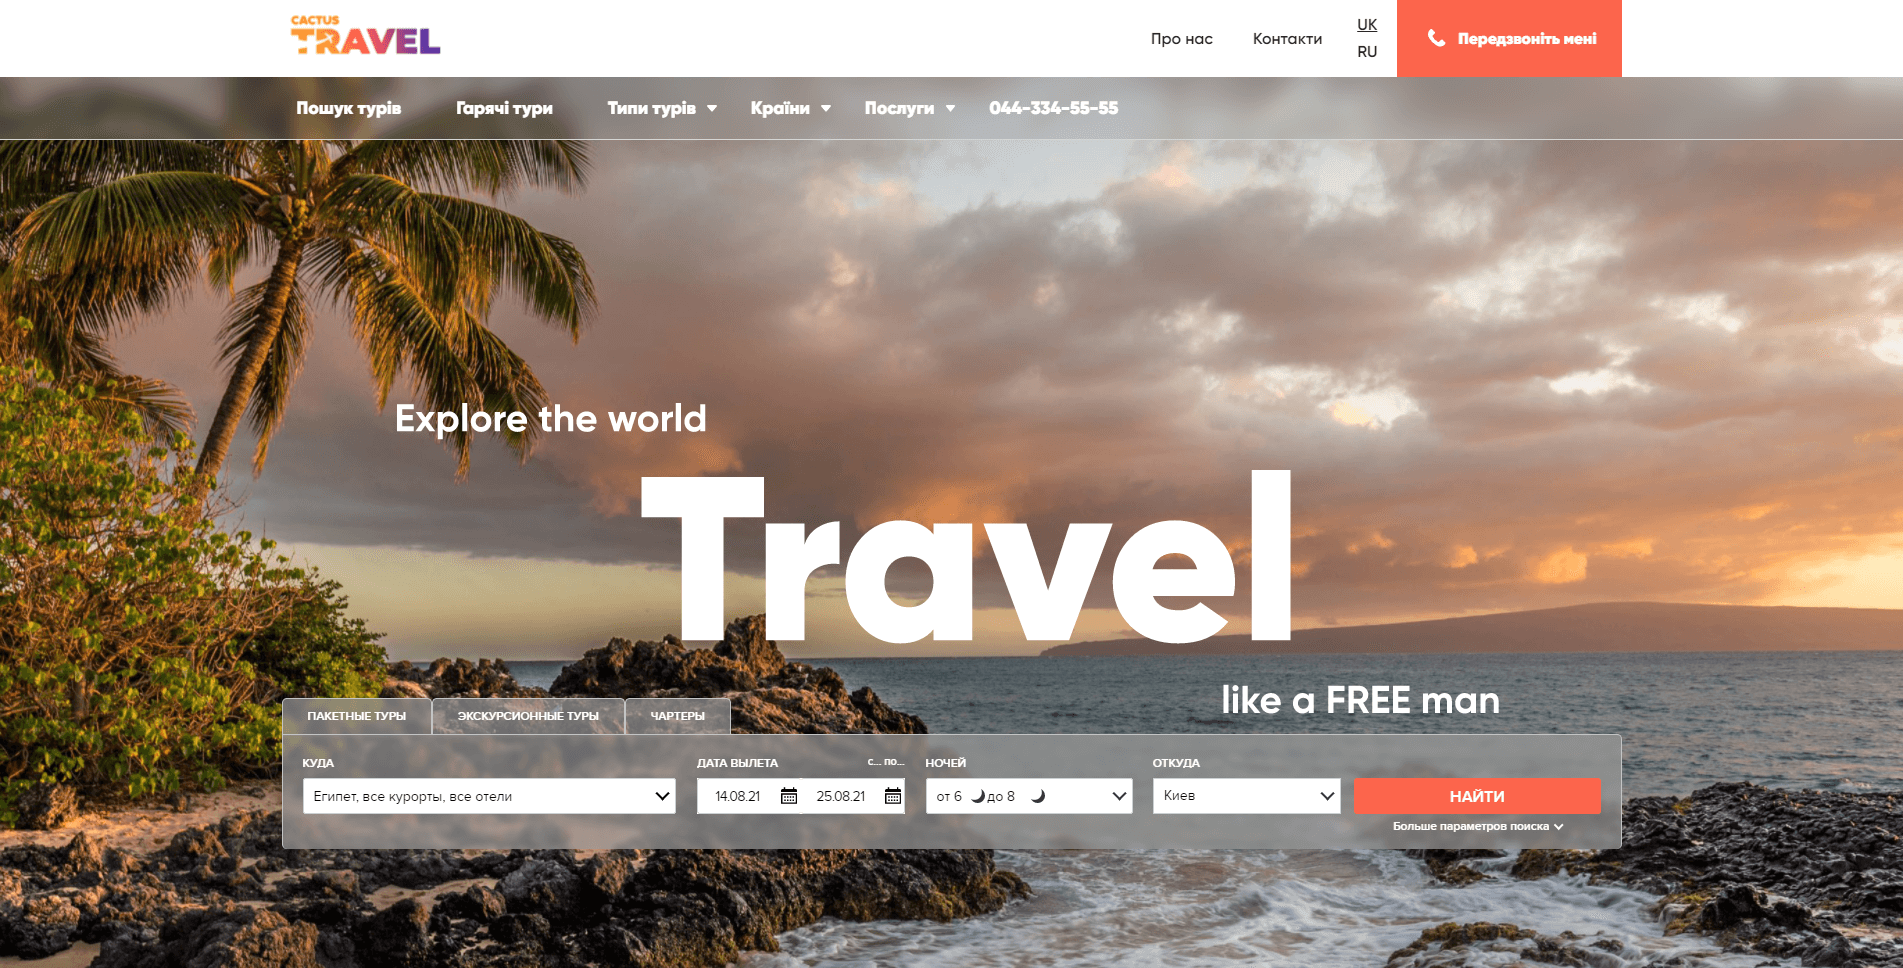 CACTUS
TRAVEL
Про нас
Контакти
UK
RU
Передзвоніть мені
Пошук турів
Гарячі тури
Типи турів
Країни
Послуги
044-334-55-55
Explore the world
Travel
like a FREE man
ПАКЕТНЫЕ ТУРЫ
ЭКСКУРСИОННЫЕ ТУРЫ
ЧАРТЕРЫ
КУДА
Египет, все курорты, все отели
ДАТА ВЫЛЕТА
с... по...
14.08.21
25.08.21
НОЧЕЙ
от 6 до 8
ОТКУДА
Киев
НАЙТИ
Больше параметров поиска